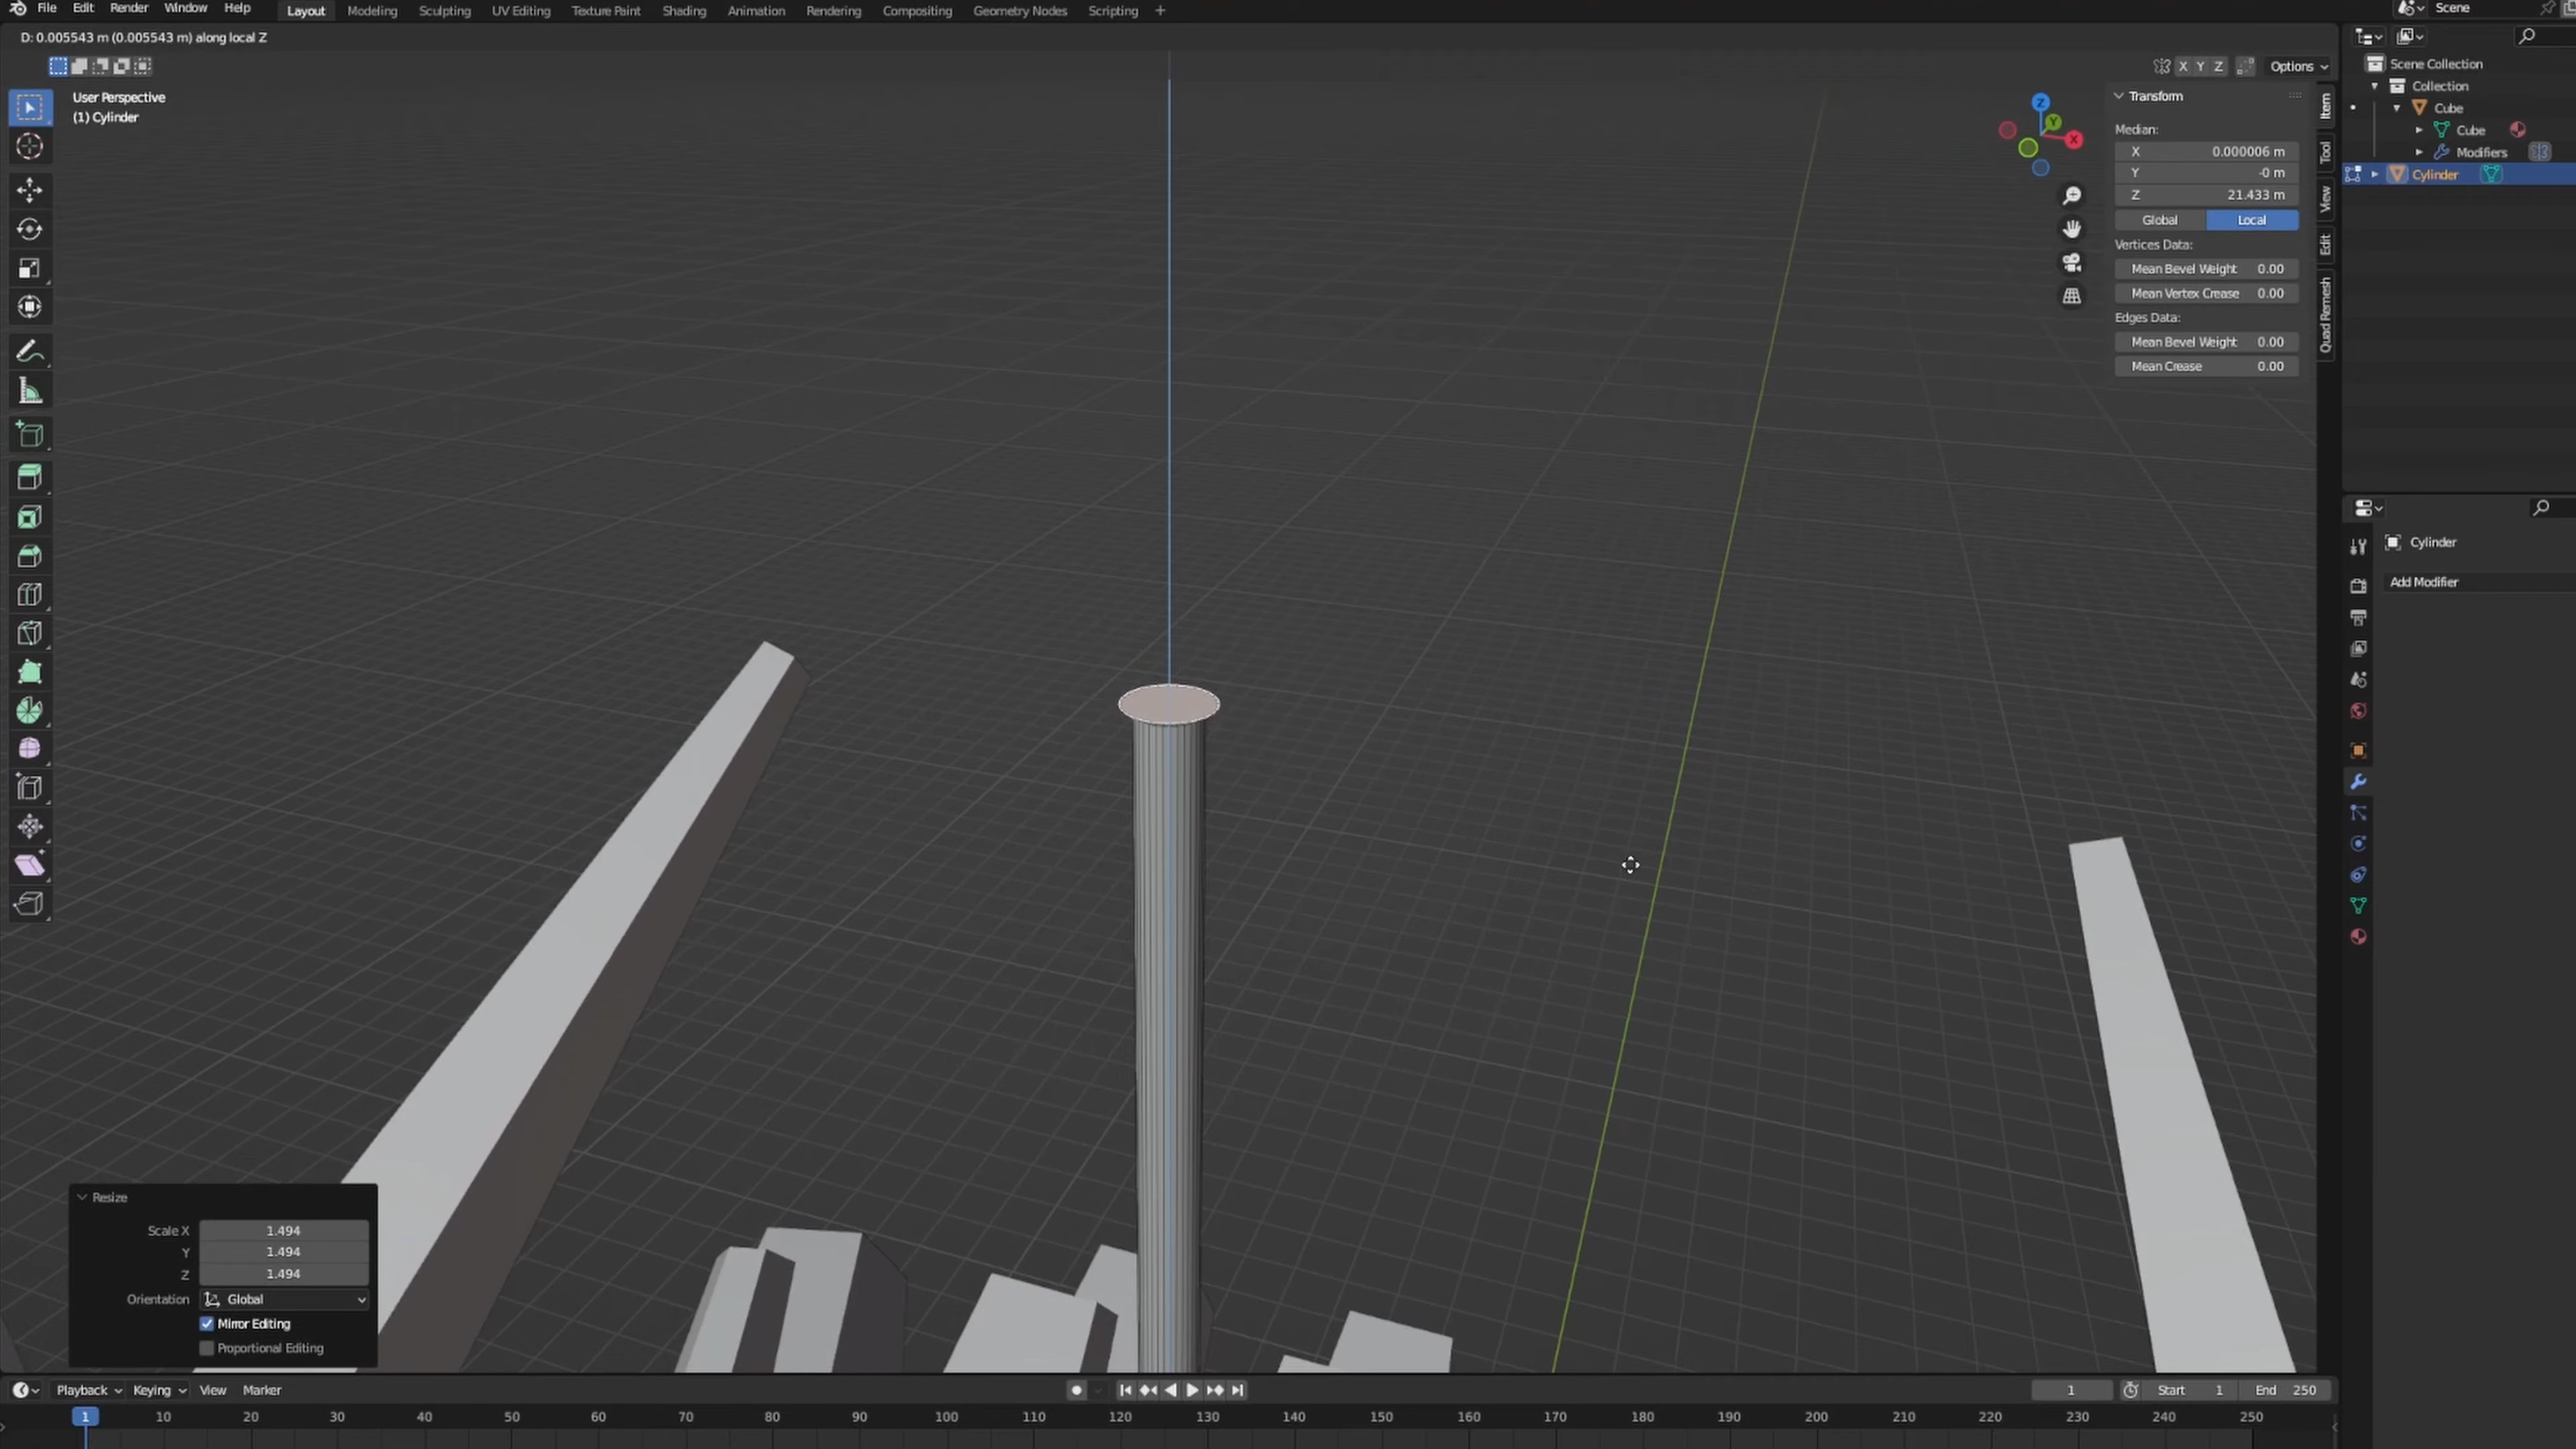 File Edit Render Window Help Layout Modeling Sculpting UV Editing Texture Paint Shading Animation Rendering Compositing Geometry Nodes Scripting + Scene
D: 0.005543 m (0.005543 m) along local Z
X Y Z Options
User Perspective
(1) Cylinder
Z
Y
X
Transform
Median:
X 0.000006 m
Y -0 m
Z 21.433 m
Global Local
Vertices Data:
Mean Bevel Weight 0.00
Mean Vertex Crease 0.00
Edges Data:
Mean Bevel Weight 0.00
Mean Crease 0.00
Item
Tool
View
Edit
Quad Remesh
Scene Collection
Collection
Cube
Cube
Modifiers
Cylinder
Cylinder
Add Modifier
Resize
Scale X 1.494
Y 1.494
Z 1.494
Orientation Global
Mirror Editing
Proportional Editing
Playback Keying View Marker 1 Start 1 End 250
1 10 20 30 40 50 60 70 80 90 100 110 120 130 140 150 160 170 180 190 200 210 220 230 240 250